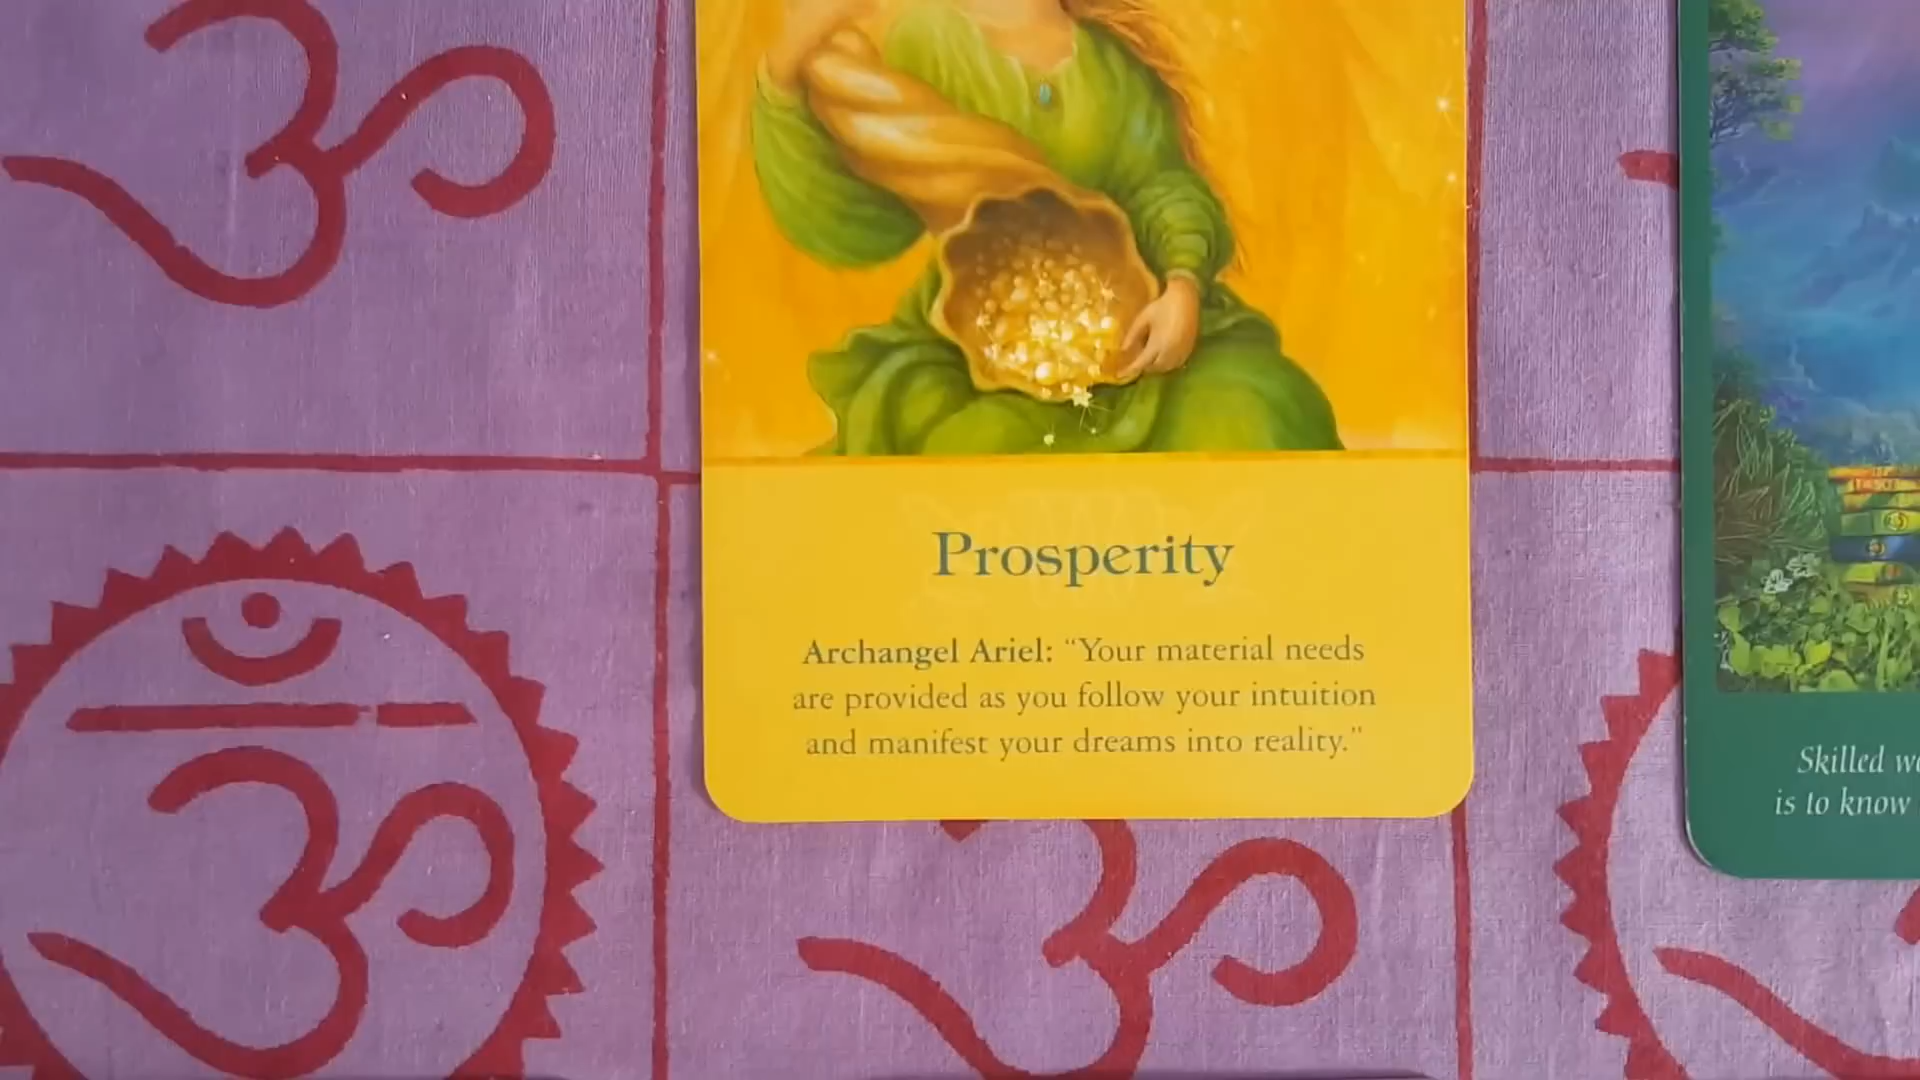 Prosperity
Archangel Ariel: “Your material needs
are provided as you follow your intuition
and manifest your dreams into reality.”
Skilled
is to know